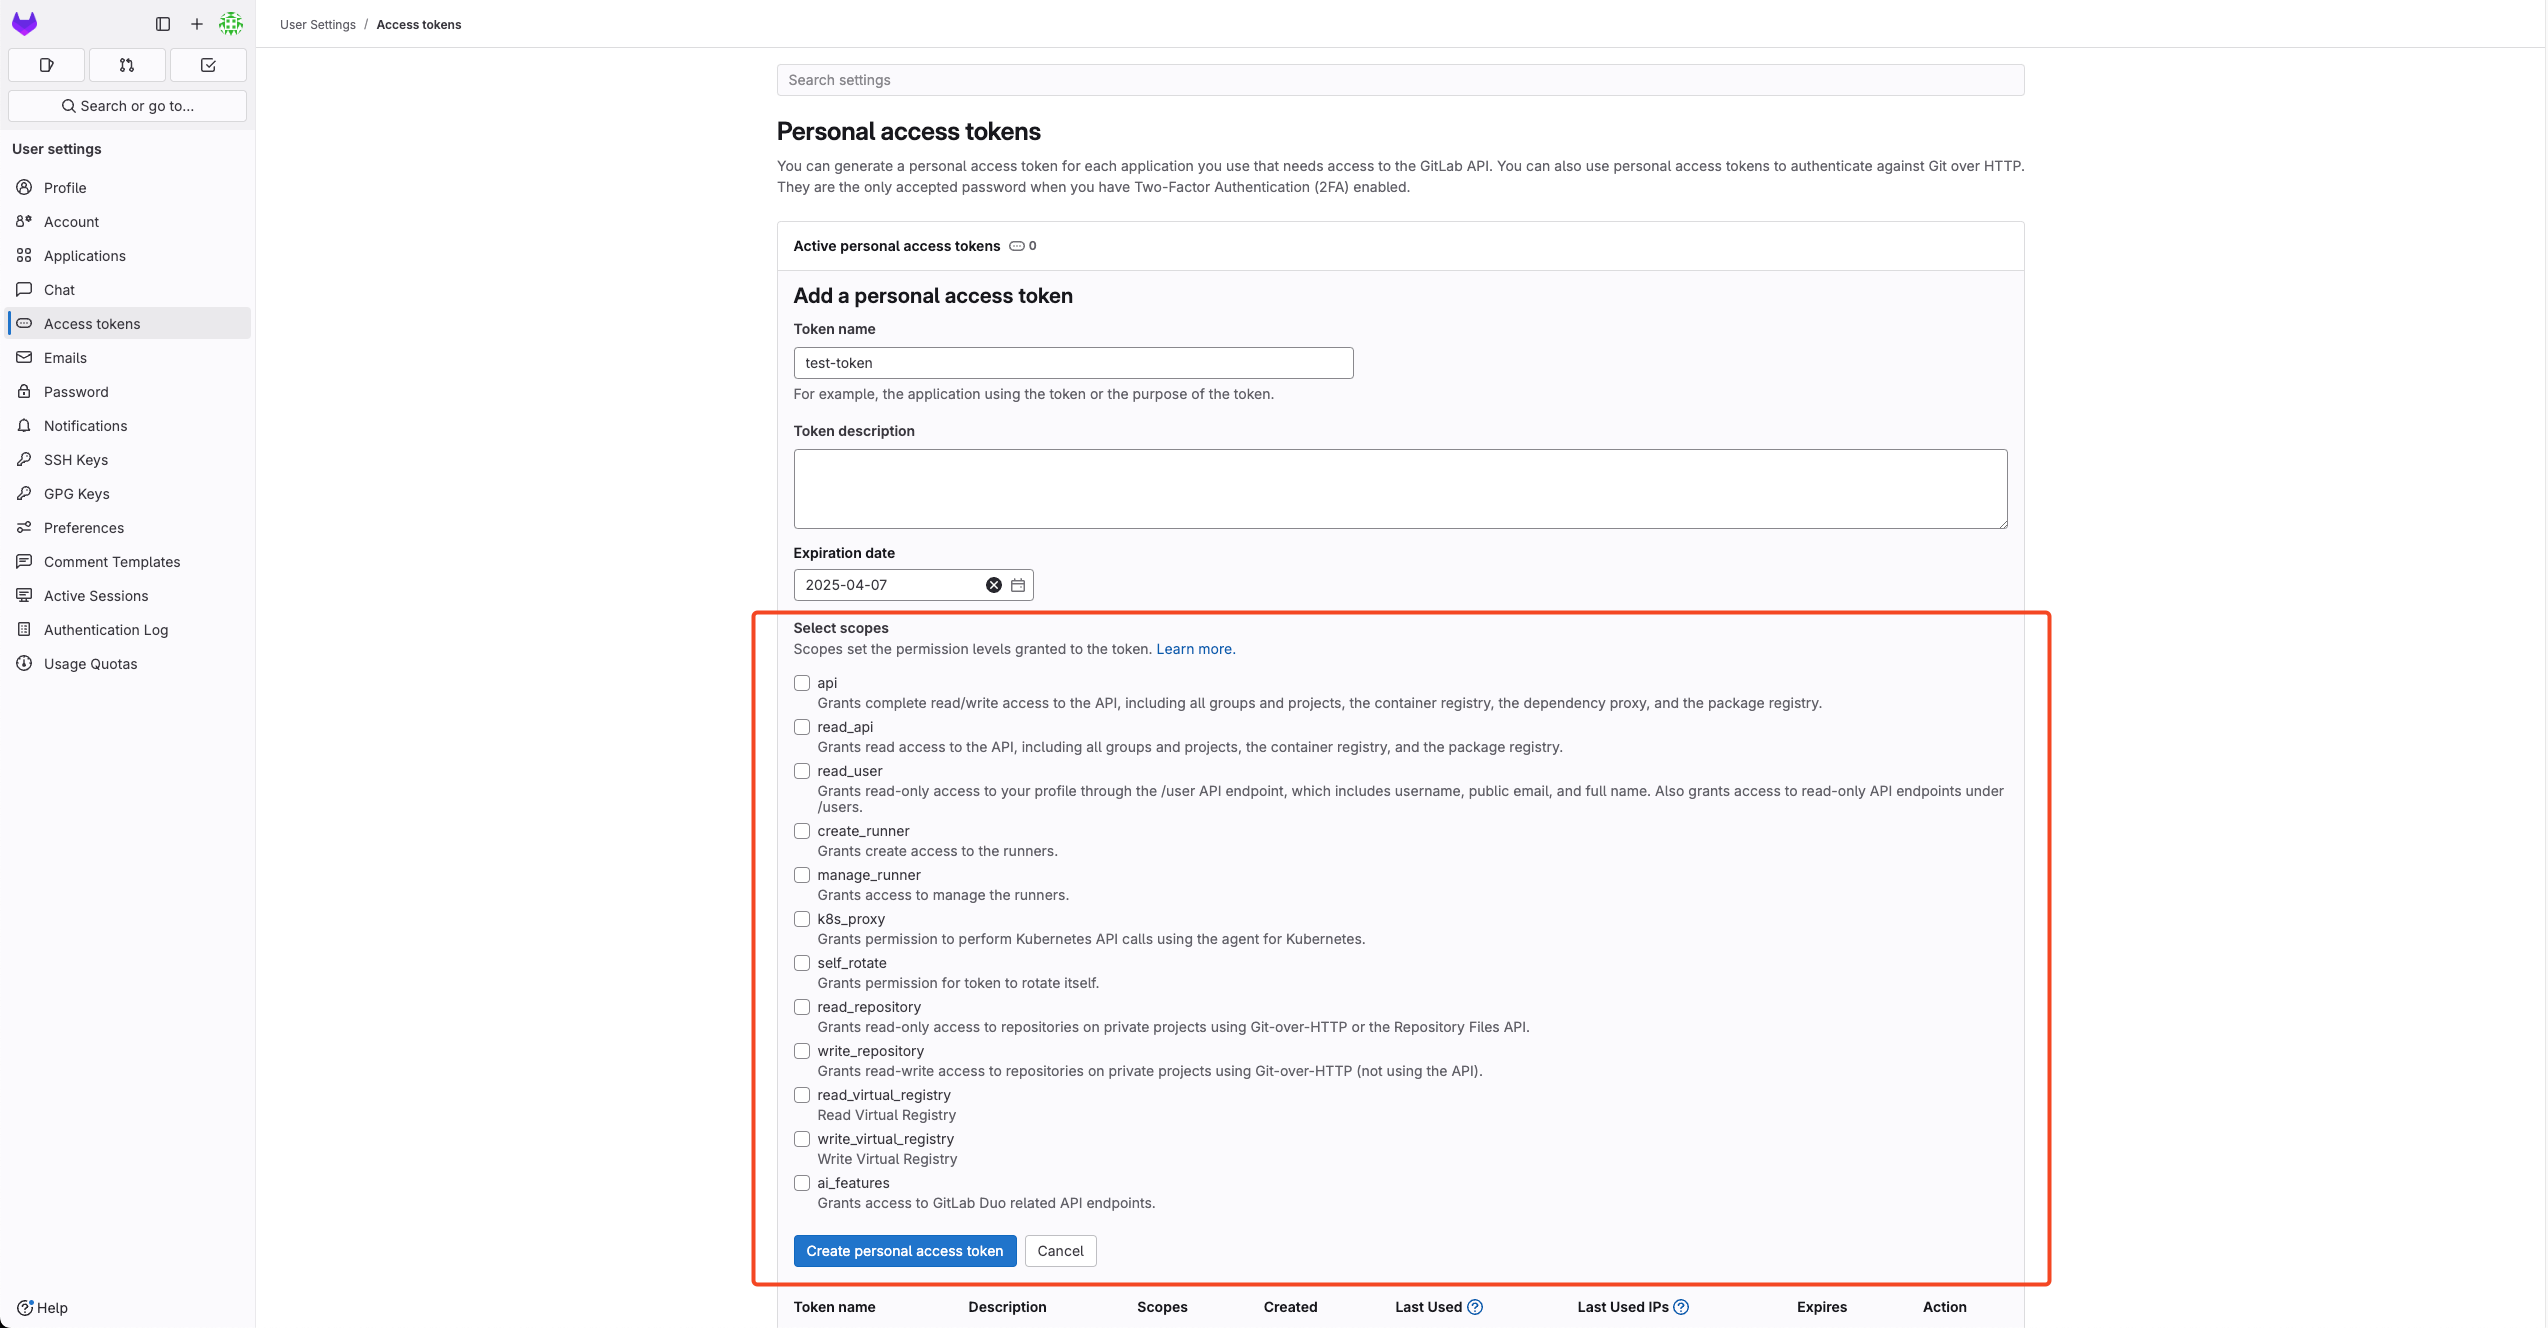 User Settings / Access tokens
Search or go to...
User settings
Profile
Account
Applications
Chat
Access tokens
Emails
Password
Notifications
SSH Keys
GPG Keys
Preferences
Comment Templates
Active Sessions
Authentication Log
Usage Quotas
Help
Search settings
Personal access tokens
You can generate a personal access token for each application you use that needs access to the GitLab API. You can also use personal access tokens to authenticate against Git over HTTP.
They are the only accepted password when you have Two-Factor Authentication (2FA) enabled.
Active personal access tokens 0
Add a personal access token
Token name
test-token
For example, the application using the token or the purpose of the token.
Token description
Expiration date
2025-04-07
Select scopes
Scopes set the permission levels granted to the token. Learn more.
api
Grants complete read/write access to the API, including all groups and projects, the container registry, the dependency proxy, and the package registry.
read_api
Grants read access to the API, including all groups and projects, the container registry, and the package registry.
read_user
Grants read-only access to your profile through the /user API endpoint, which includes username, public email, and full name. Also grants access to read-only API endpoints under
/users.
create_runner
Grants create access to the runners.
manage_runner
Grants access to manage the runners.
k8s_proxy
Grants permission to perform Kubernetes API calls using the agent for Kubernetes.
self_rotate
Grants permission for token to rotate itself.
read_repository
Grants read-only access to repositories on private projects using Git-over-HTTP or the Repository Files API.
write_repository
Grants read-write access to repositories on private projects using Git-over-HTTP (not using the API).
read_virtual_registry
Read Virtual Registry
write_virtual_registry
Write Virtual Registry
ai_features
Grants access to GitLab Duo related API endpoints.
Create personal access token Cancel
Token name Description Scopes Created Last Used Last Used IPs Expires Action